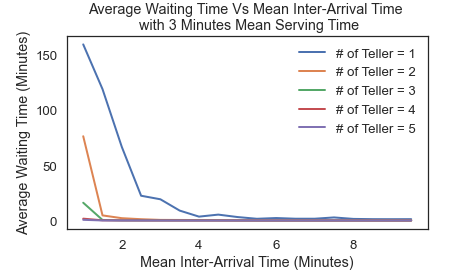 Average Waiting Time Vs Mean Inter-Arrival Time
with 3 Minutes Mean Serving Time
Average Waiting Time (Minutes)
150
100
50
0
# of Teller = 1
# of Teller = 2
# of Teller = 3
# of Teller = 4
# of Teller = 5
2
4
6
8
Mean Inter-Arrival Time (Minutes)